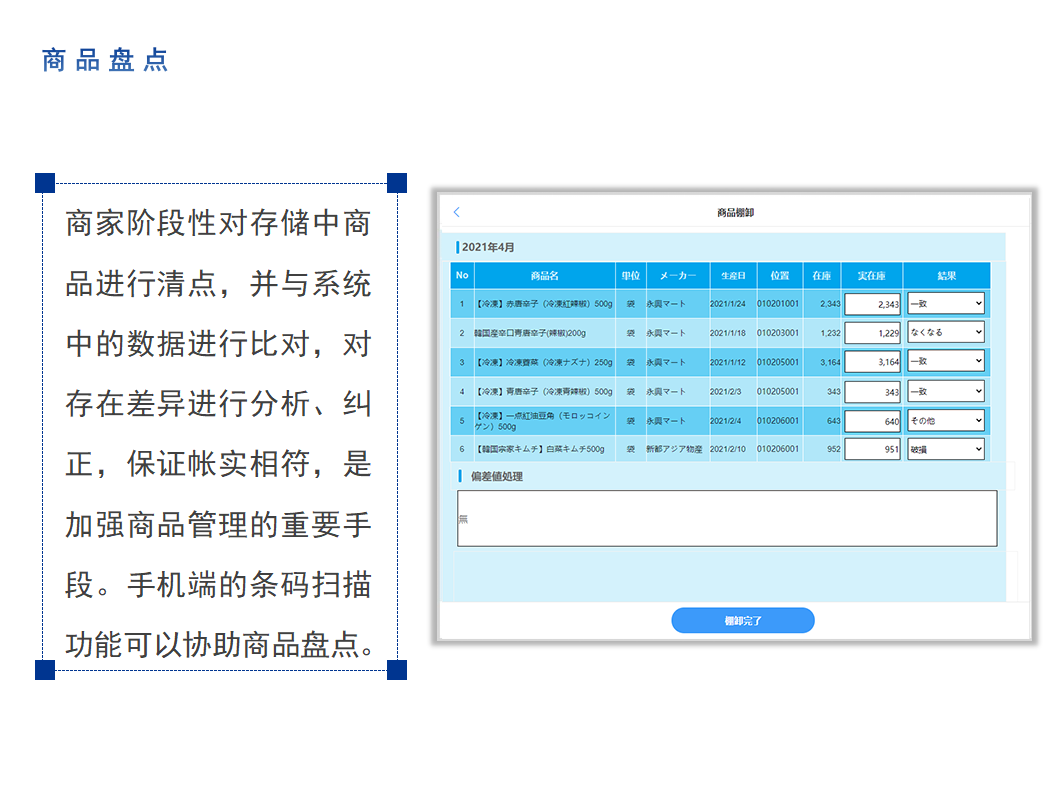 商品盘点
商家阶段性对存储中商
品进行清点，并与系统
中的数据进行比对，对
存在差异进行分析、纠
正，保证帐实相符，是
加强商品管理的重要手
段。手机端的条码扫描
功能可以协助商品盘点。
商品棚卸
2021年4月
No 商品名 単位 メーカー 生産日 位置 在庫 実在庫 結果
1 【冷凍】赤唐辛子（冷凍紅辣椒）500g 袋 永興マート 2021/1/24 010201001 2,343 2,343 一致
2 韓国産辛口青唐辛子(辣椒)200g 袋 永興マート 2021/1/18 010203001 1,232 1,229 なくなる
3 【冷凍】冷凍薺菜（冷凍ナズナ）250g 袋 永興マート 2021/1/12 010205001 3,164 3,164 一致
4 【冷凍】青唐辛子（冷凍青辣椒）500g 袋 永興マート 2021/2/3 010205001 343 343 一致
5 【冷凍】一点紅油豆角（モロッコイン
ゲン）500g 袋 永興マート 2021/2/4 010206001 643 640 その他
6 【韓国宗家キムチ】白菜キムチ500g 袋 新都アジア物産 2021/2/10 010206001 952 951 破損
偏差値処理
無
棚卸完了